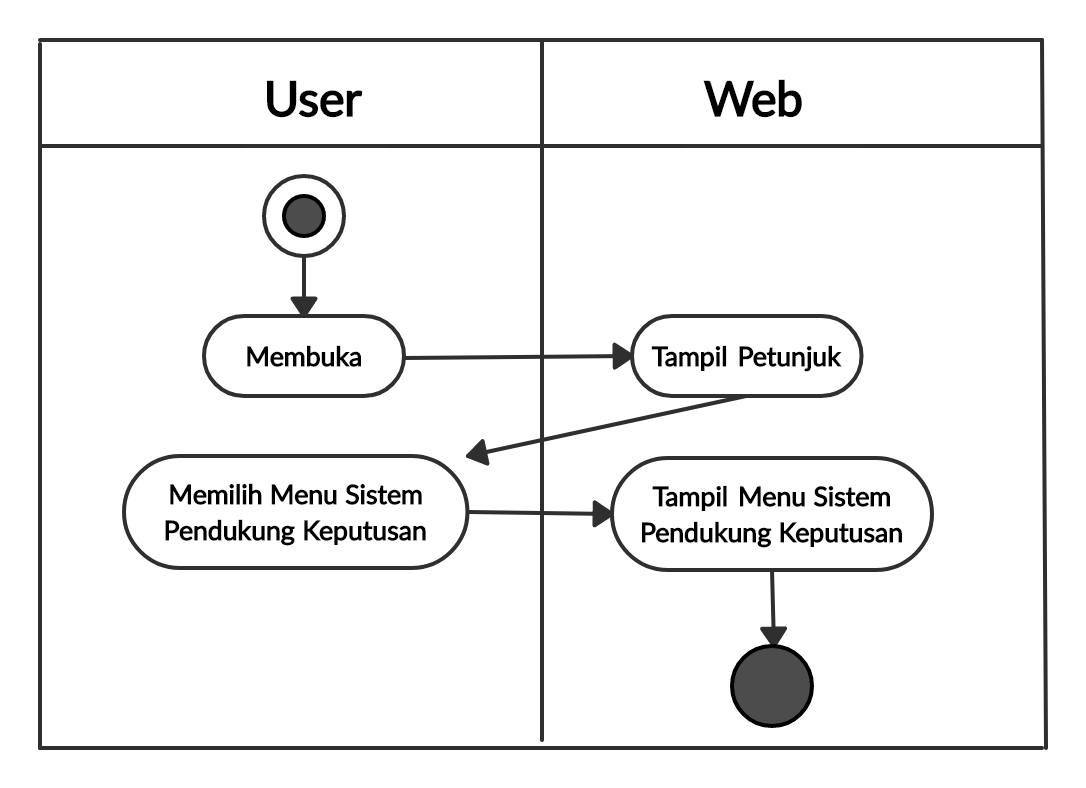 User
Web
Membuka
Tampil Petunjuk
Memilih Menu Sistem
Pendukung Keputusan
Tampil Menu Sistem
Pendukung Keputusan